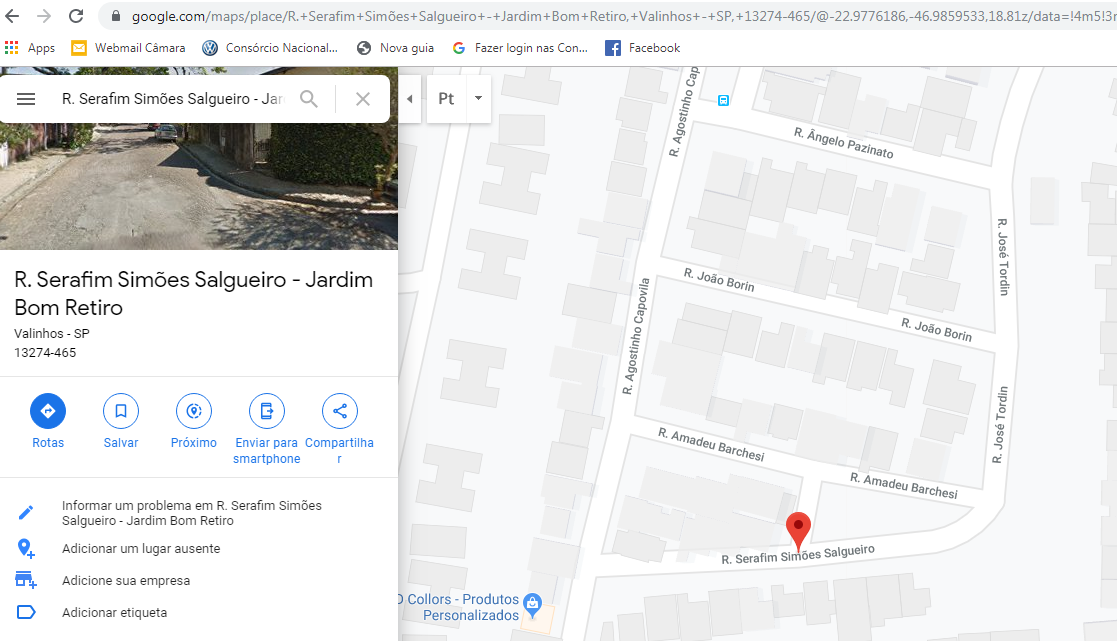 google.com/maps/place/R.+Serafim+Simões+Salgueiro+-+Jardim+Bom+Retiro,+Valinhos+-+SP,+13274-465/@-22.9776186,-46.9859533,18.81z/data=!4m5!3r
Apps Webmail Câmara Consórcio Nacional... Nova guia Fazer login nas Con... Facebook
R. Serafim Simões Salgueiro - Jar
Pt
R. Serafim Simões Salgueiro - Jardim
Bom Retiro
Valinhos - SP
13274-465
Rotas
Salvar
Próximo
Enviar para
smartphone
Compartilha
r
Informar um problema em R. Serafim Simões
Salgueiro - Jardim Bom Retiro
Adicionar um lugar ausente
Adicione sua empresa
Adicionar etiqueta
R. Agostinho Capo
R. Ângelo Pazinato
R. José Tordin
R. João Borin
R. João Borin
R. Agostinho Capovila
R. José Tordin
R. Amadeu Barchesi
R. Amadeu Barchesi
R. Serafim Simões Salgueiro
Collors - Produtos
Personalizados